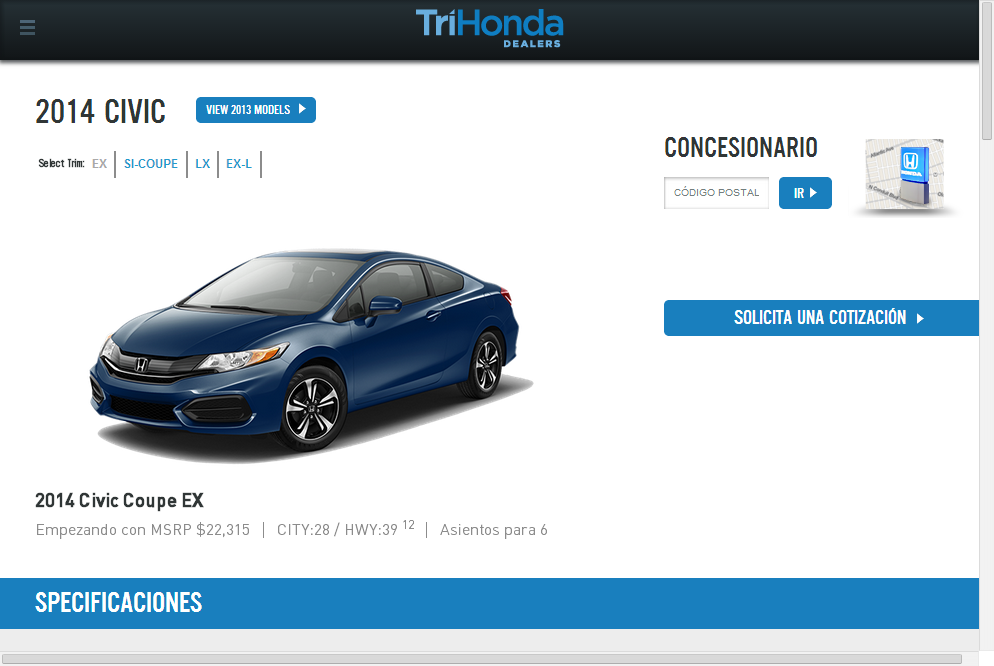 TriHonda
DEALERS
2014 CIVIC
VIEW 2013 MODELS
Select Trim: EX SI-COUPE LX EX-L
CONCESIONARIO
CÓDIGO POSTAL
IR
HONDA
SOLICITA UNA COTIZACIÓN
2014 Civic Coupe EX
Empezando con MSRP $22,315 | CITY:28 / HWY:39 12 | Asientos para 6
SPECIFICACIONES